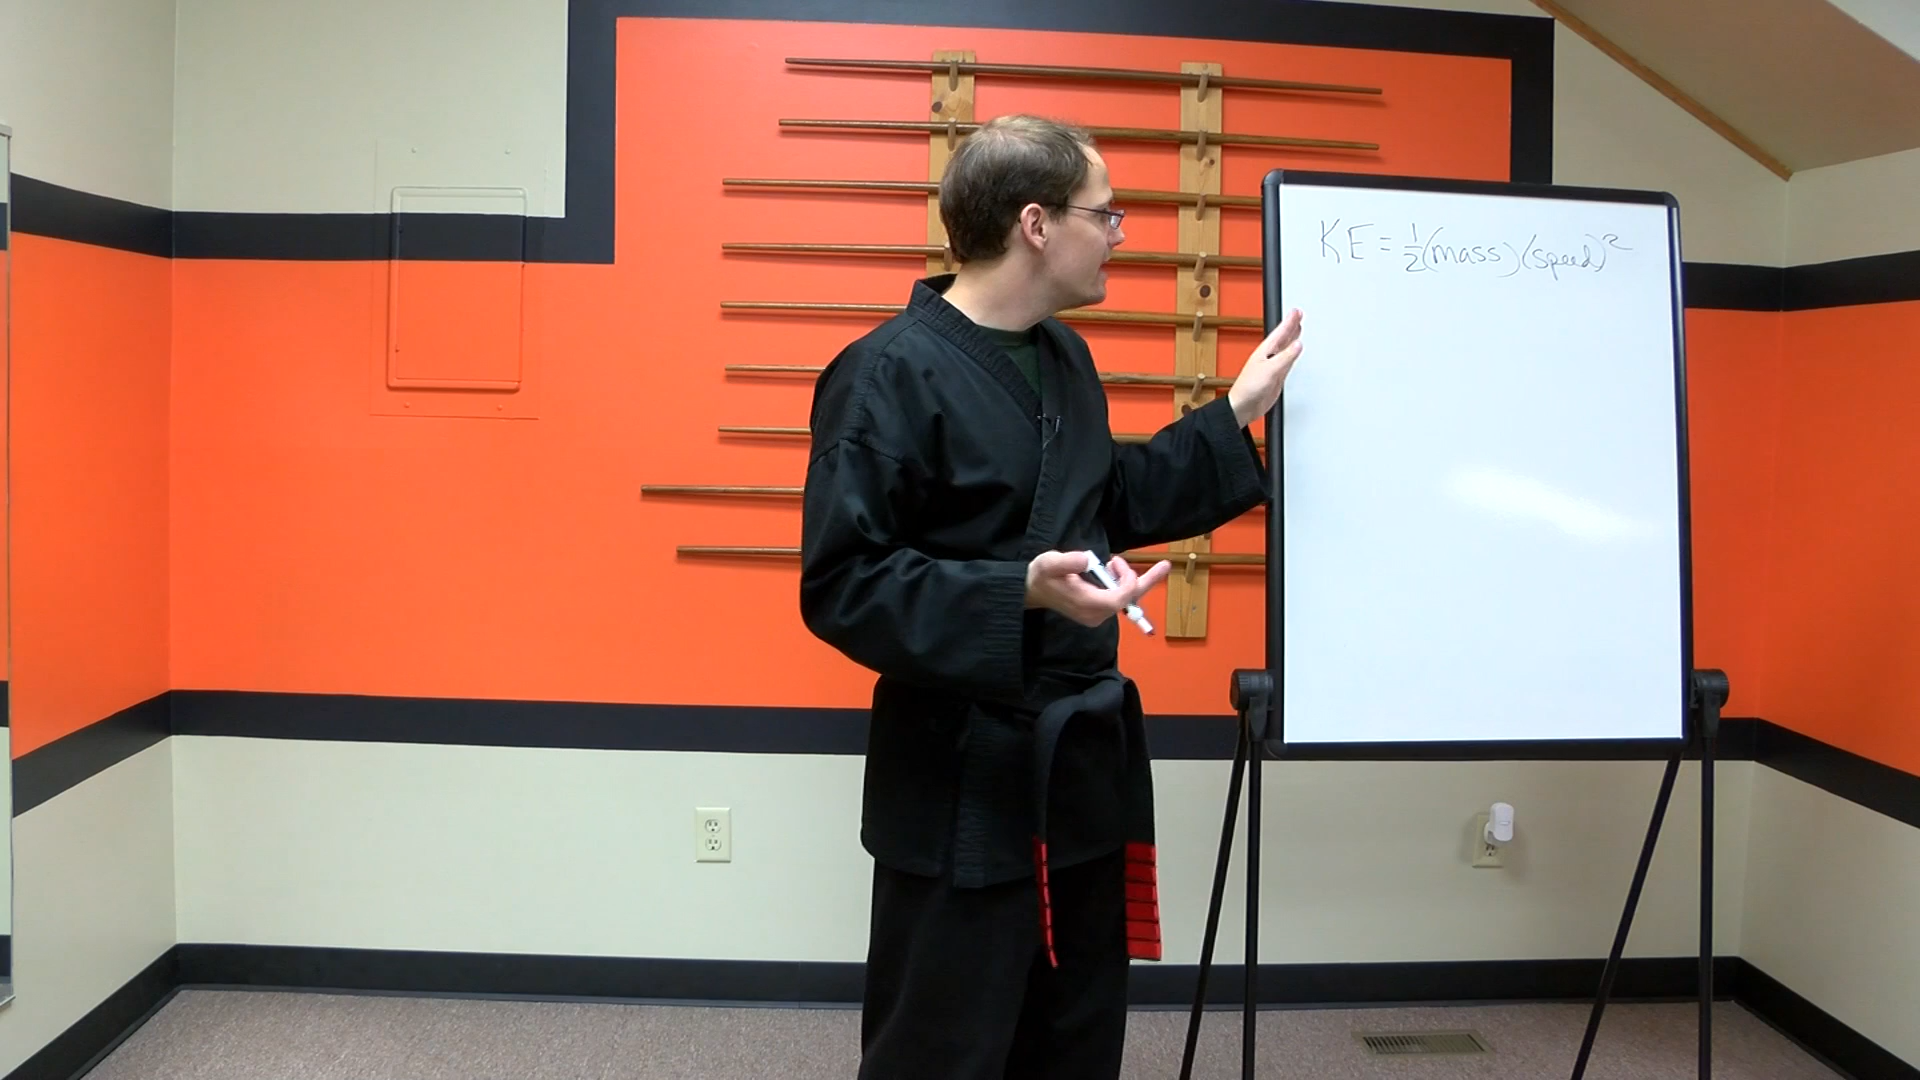 KE = ½(mass)(speed)²